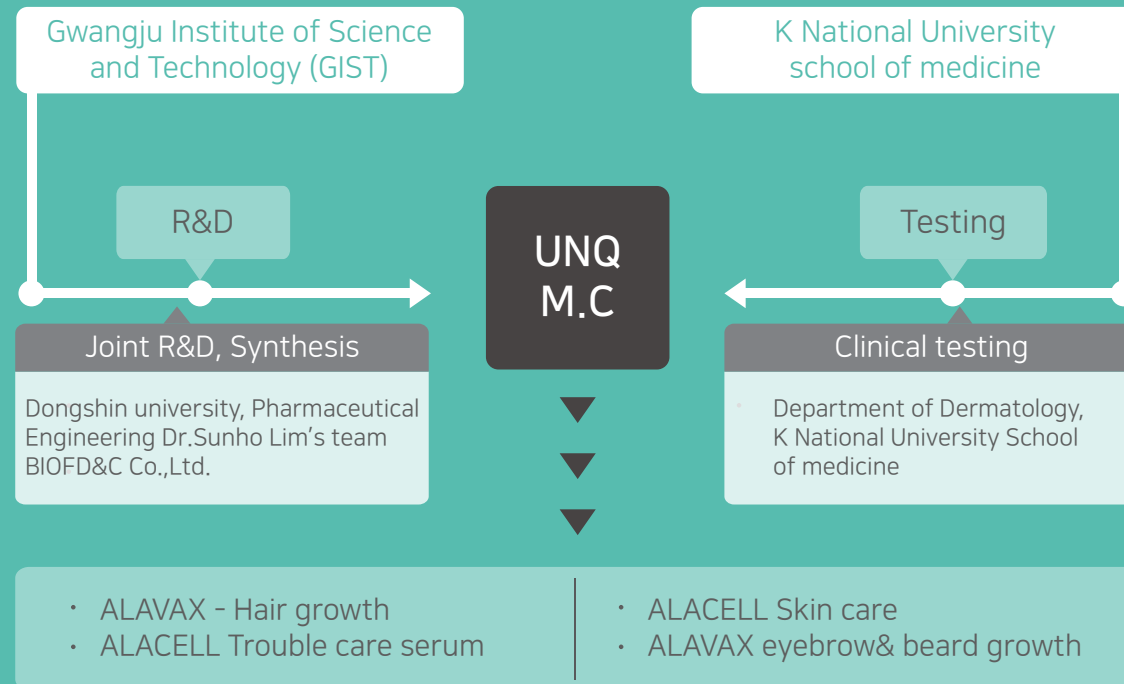 Gwangju Institute of Science
and Technology (GIST)
K National University
school of medicine
R&D
UNQ
M.C
Testing
Joint R&D, Synthesis
Dongshin university, Pharmaceutical
Engineering Dr.Sunho Lim's team
BIOFD&C Co.,Ltd.
Clinical testing
Department of Dermatology,
K National University School
of medicine
· ALAVAX - Hair growth
· ALACELL Trouble care serum
· ALACELL Skin care
· ALAVAX eyebrow& beard growth